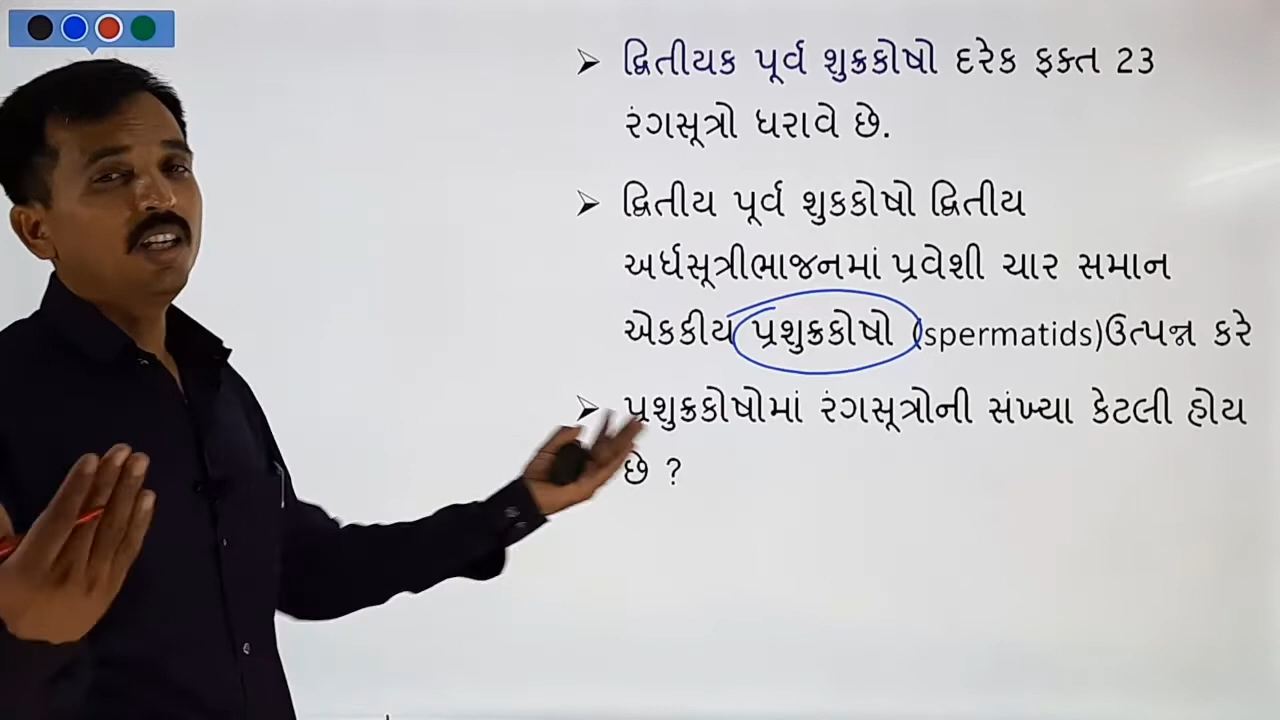 ➢ દ્વિતીયક પૂર્વ શુક્રકોષો દરેક ફક્ત 23
રંગસૂત્રો ધરાવે છે.
➢ દ્વિતીય પૂર્વ શુકકોષો દ્વિતીય
અર્ધસૂત્રીભાજનમાં પ્રવેશી ચાર સમાન
એકકીય પ્રશુક્રકોષો (spermatids)ઉત્પન્ન કરે
➢ પ્રશુક્રકોષોમાં રંગસૂત્રોની સંખ્યા કેટલી હોય
છે ?